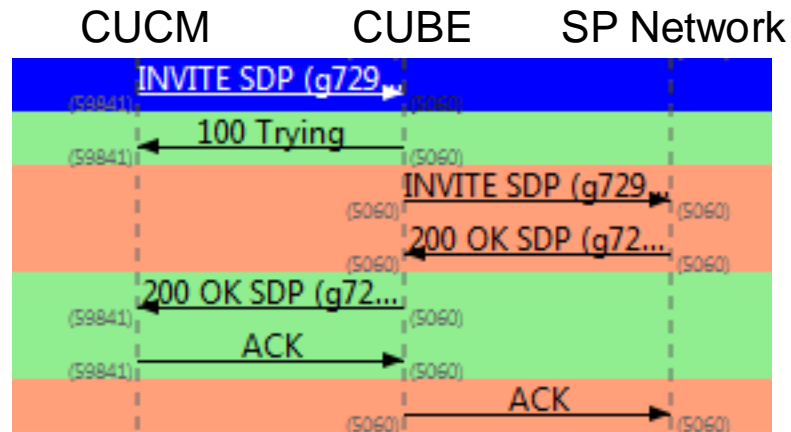 CUCM CUBE SP Network
INVITE SDP (g729...
(59841) (5060)
100 Trying
(59841) (5060)
INVITE SDP (g729...
(5060) (5060)
200 OK SDP (g72...
(5060) (5060)
200 OK SDP (g72...
(59841) (5060)
ACK
(59841) (5060)
ACK
(5060) (5060)